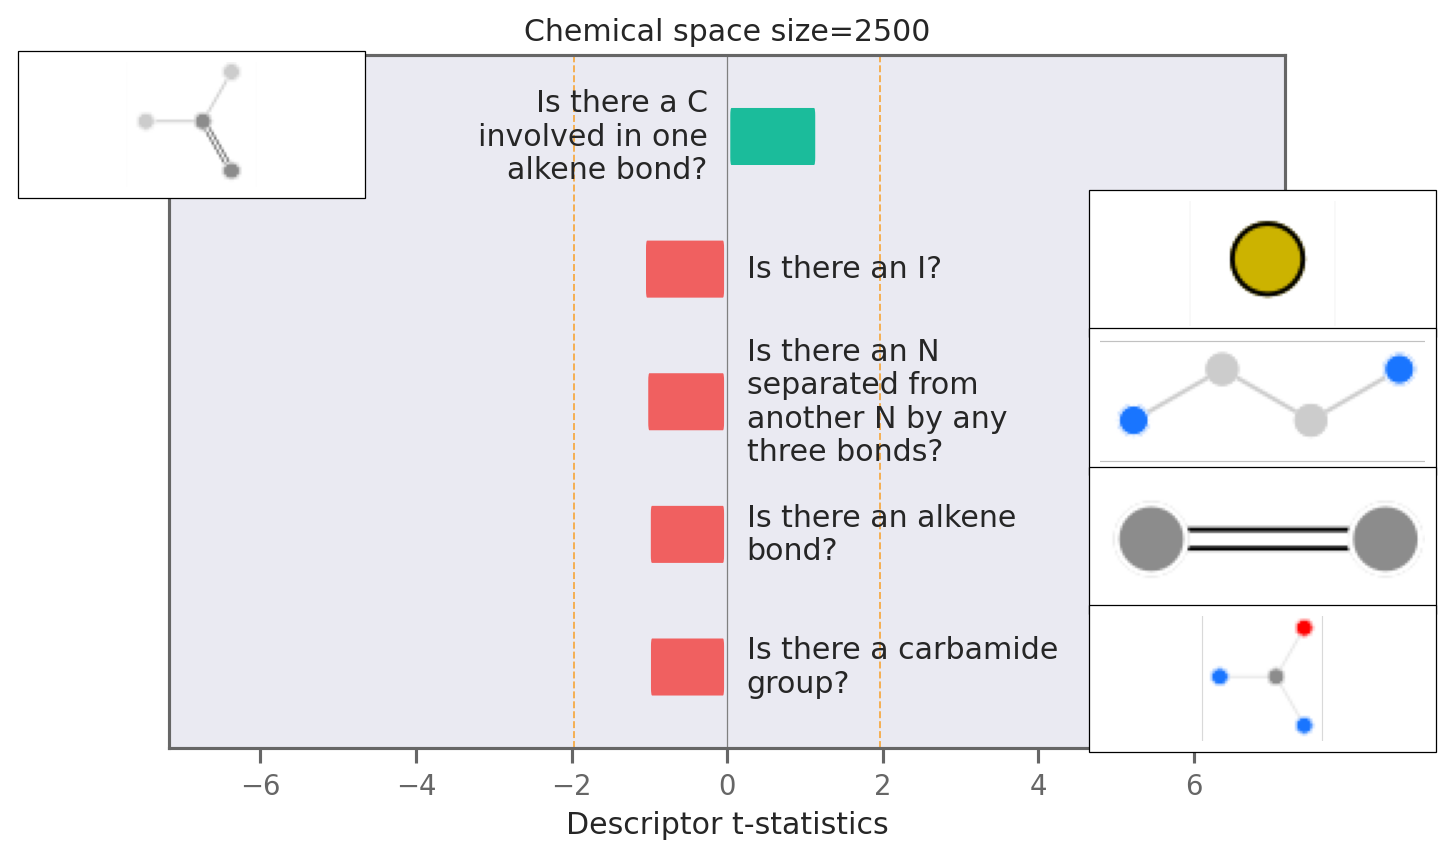 Chemical space size=2500
Is there a C
involved in one
alkene bond?
Is there an I?
Is there an N
separated from
another N by any
three bonds?
Is there an alkene
bond?
Is there a carbamide
group?
−6 −4 −2 0 2 4 6
Descriptor t-statistics